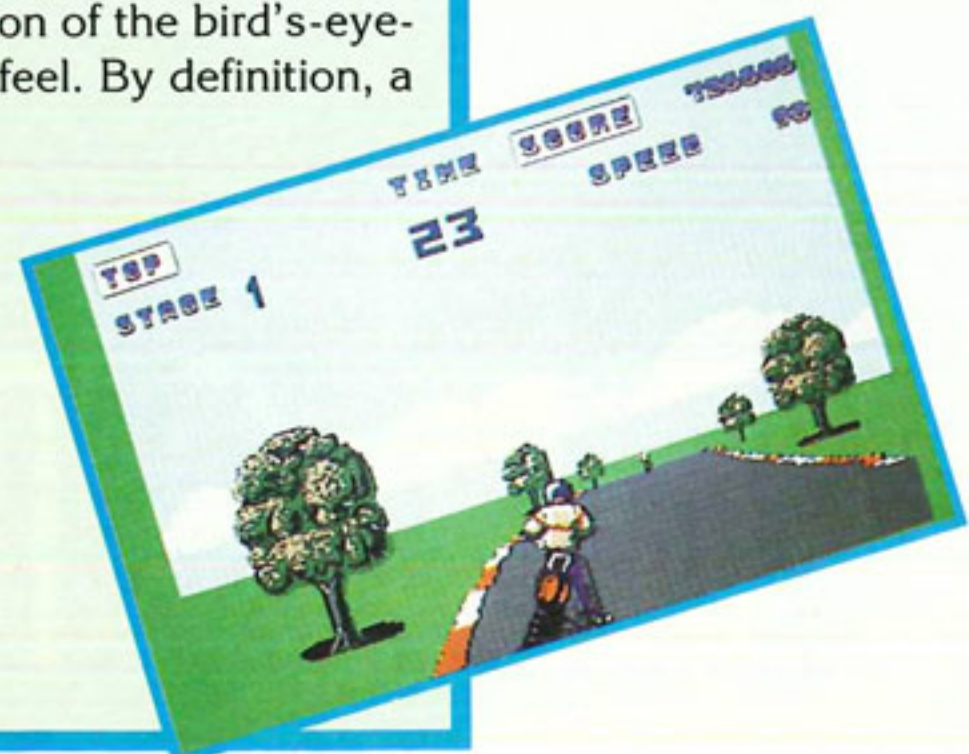 on of the bird's-eye-
feel. By definition, a
TOP
TIME SCORE
SPEED
23
STAGE 1